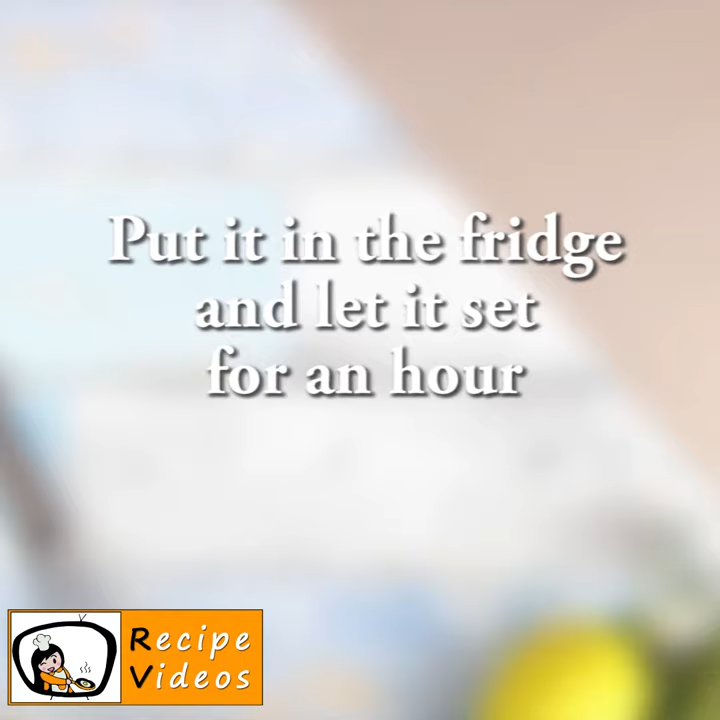 Put it in the fridge
and let it set
for an hour
Recipe
Videos